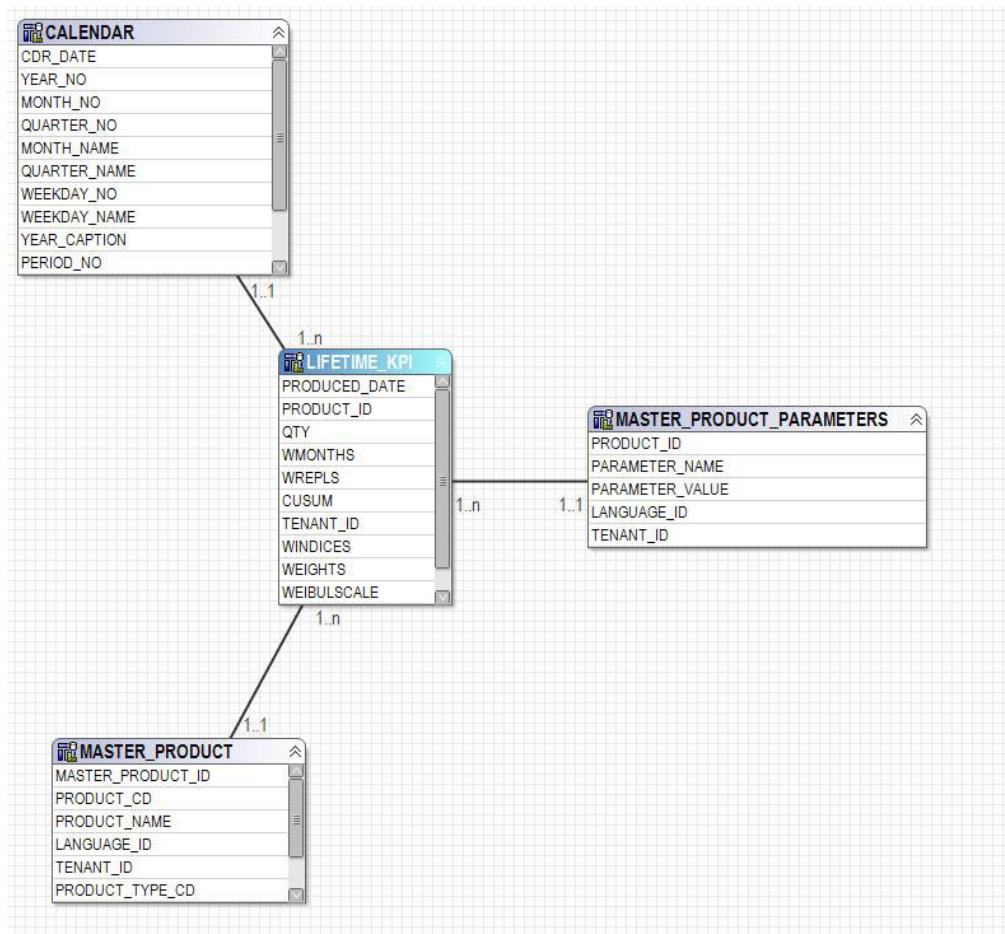 CALENDAR
CDR_DATE
YEAR_NO
MONTH_NO
QUARTER_NO
MONTH_NAME
QUARTER_NAME
WEEKDAY_NO
WEEKDAY_NAME
YEAR_CAPTION
PERIOD_NO
1..1
1..n
LIFETIME_KPI
PRODUCED_DATE
PRODUCT_ID
QTY
WMONTHS
WREPLS
CUSUM
TENANT_ID
WINDICES
WEIGHTS
WEIBULSCALE
1..n
1..1
MASTER_PRODUCT_PARAMETERS
PRODUCT_ID
PARAMETER_NAME
PARAMETER_VALUE
LANGUAGE_ID
TENANT_ID
1..n
1..1
MASTER_PRODUCT
MASTER_PRODUCT_ID
PRODUCT_CD
PRODUCT_NAME
LANGUAGE_ID
TENANT_ID
PRODUCT_TYPE_CD